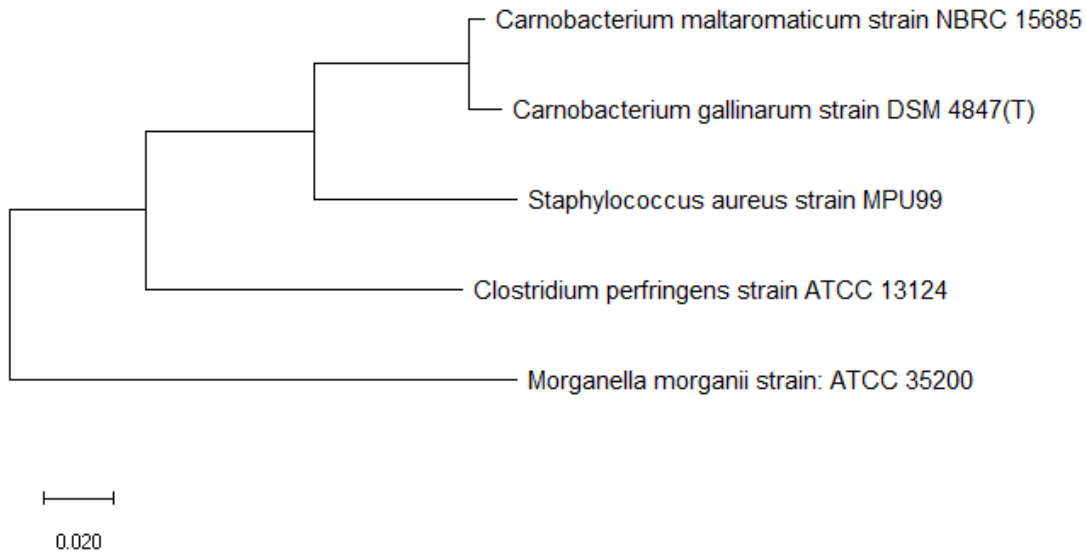 Carnobacterium maltaromaticum strain NBRC 15685
Carnobacterium gallinarum strain DSM 4847(T)
Staphylococcus aureus strain MPU99
Clostridium perfringens strain ATCC 13124
Morganella morganii strain: ATCC 35200
0.020